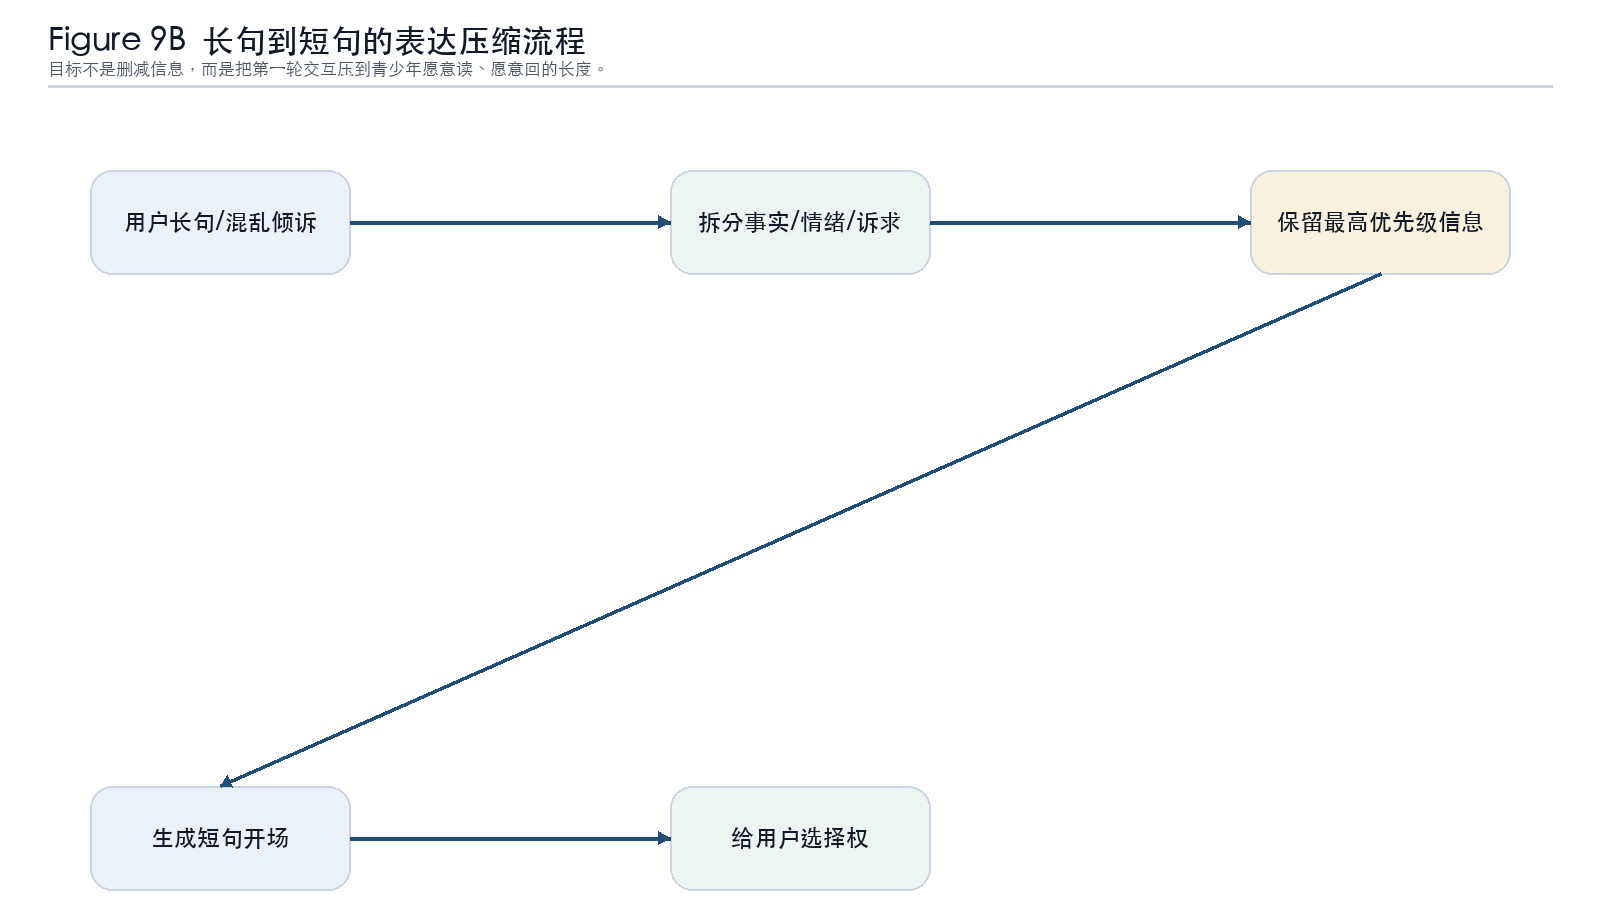 Figure 9B 长句到短句的表达压缩流程
目标不是删减信息，而是把第一轮交互压到青少年愿意读、愿意回的长度。
用户长句/混乱倾诉
拆分事实/情绪/诉求
保留最高优先级信息
生成短句开场
给用户选择权